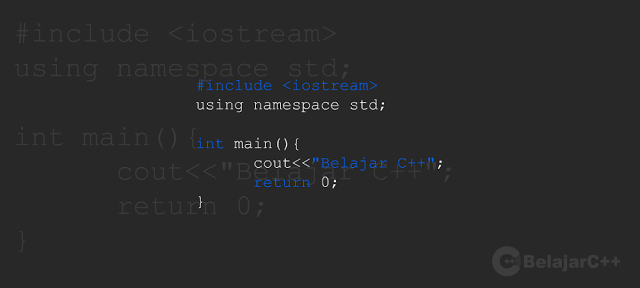 #include <iostream>
using namespace std;
int main(){
cout<<"Belajar C++";
return 0;
}
#include <iostream>
using namespace std;
int main(){
cout<<"Belajar C++";
return 0;
}
BelajarC++